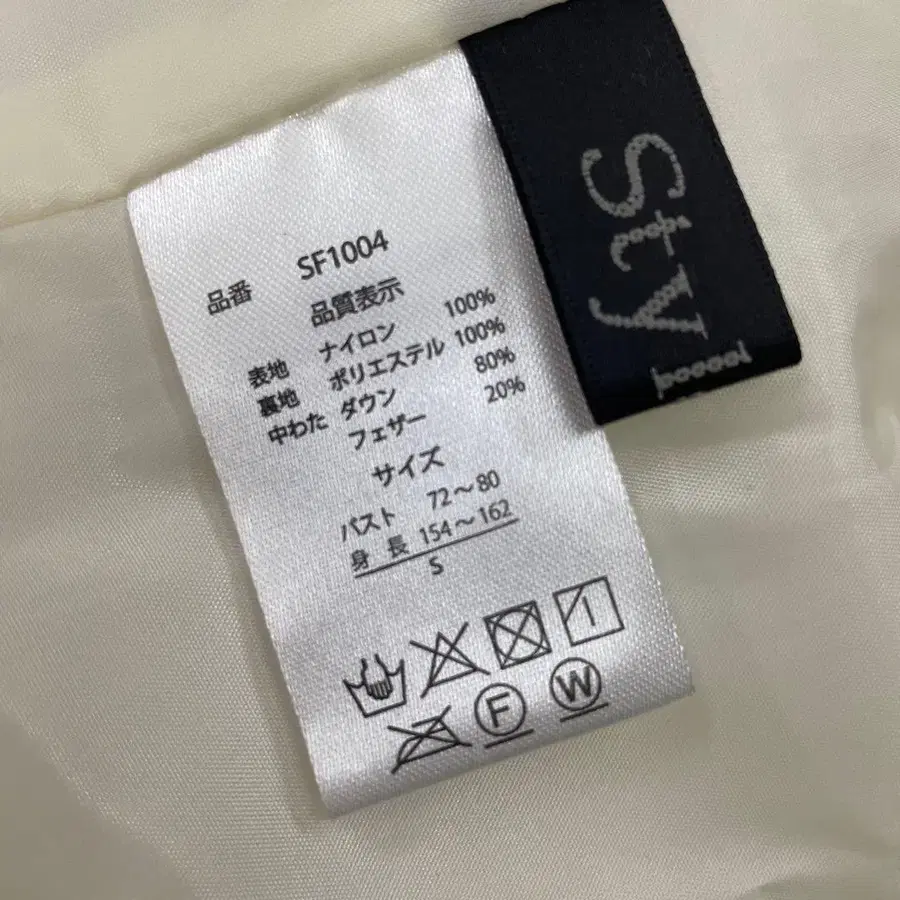 品番 SF1004
品質表示
表地 ナイロン 100%
裏地 ポリエステル 100%
中わた ダウン 80%
フェザー 20%
サイズ
バスト 72～80
身 長 154～162
S
F W
Sty